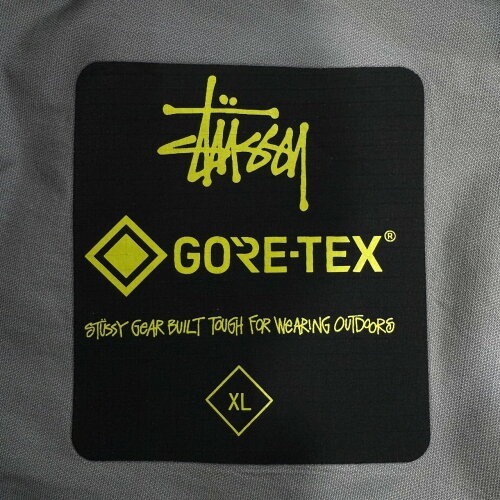 Stüssy
GORE-TEX®
STÜSSY GEAR BUILT TOUGH FOR WEARING OUTDOORS
XL